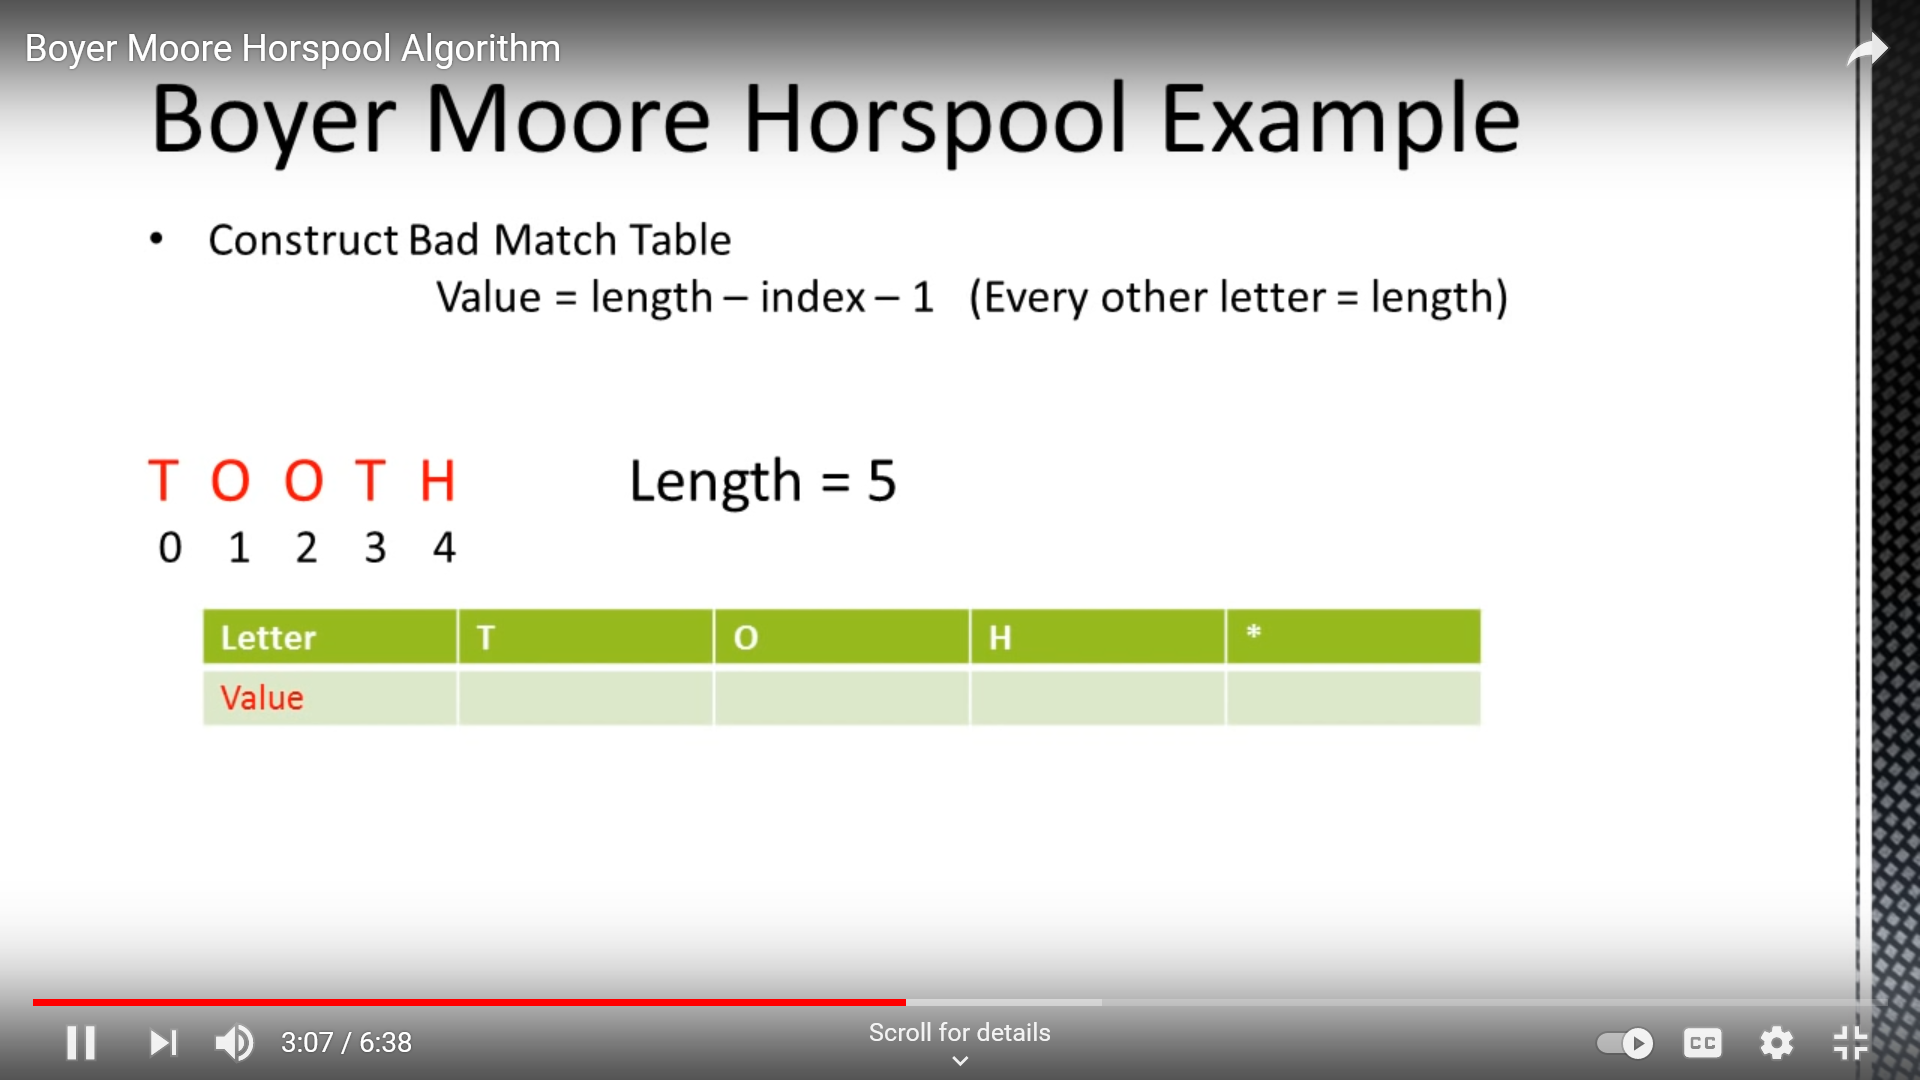 Boyer Moore Horspool Algorithm
Boyer Moore Horspool Example
• Construct Bad Match Table
Value = length – index – 1 (Every other letter = length)
T O O T H Length = 5
0 1 2 3 4
Letter T O H *
Value
3:07 / 6:38
Scroll for details
CC